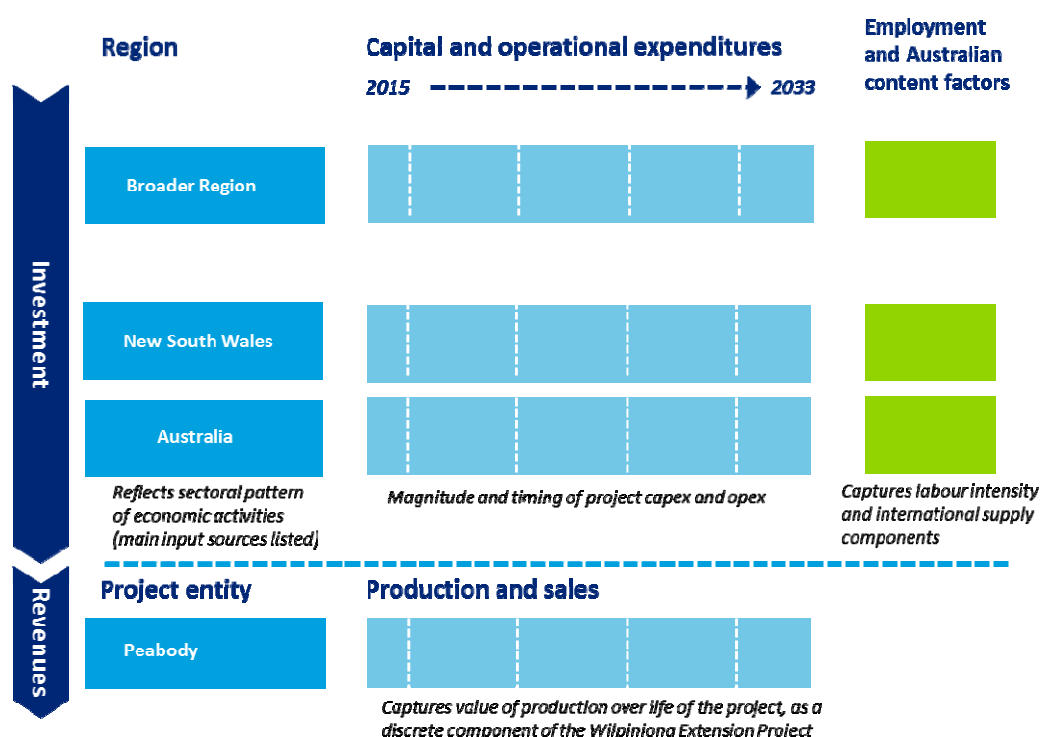 Region
Capital and operational expenditures
Employment
and Australian
content factors
2015
2033
Investment
Broader Region
New South Wales
Australia
Reflects sectoral pattern
of economic activities
(main input sources listed)
Magnitude and timing of project capex and opex
Captures labour intensity
and international supply
components
Revenues
Project entity
Production and sales
Peabody
Captures value of production over life of the project, as a
discrete component of the Wilpinjong Extension Project